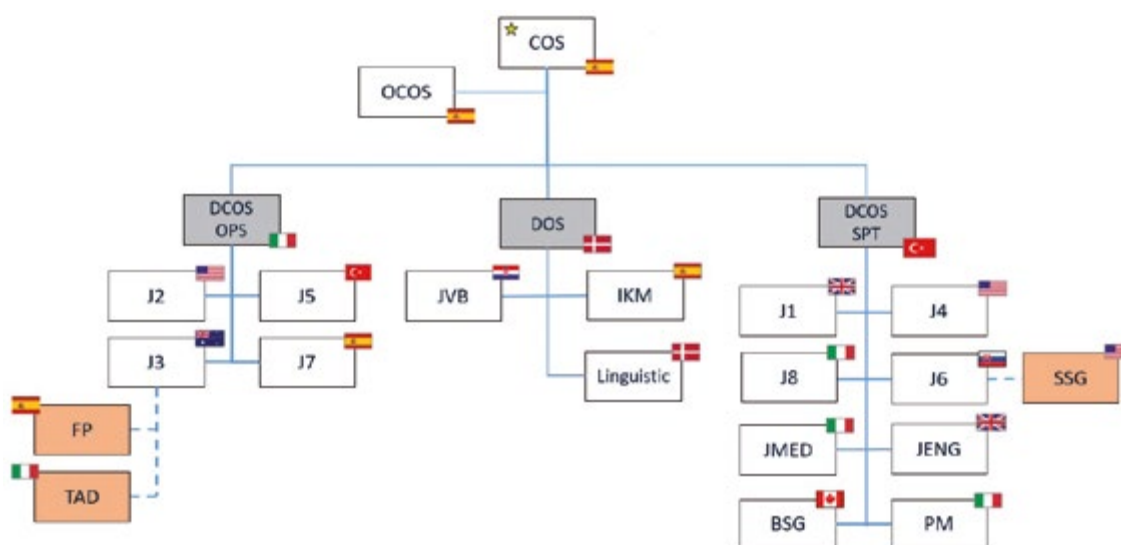 COS
OCOS
DCOS
OPS
DOS
DCOS
SPT
J2
J5
JVB
IKM
J1
J4
J3
J7
Linguistic
J8
J6
SSG
FP
JMED
JENG
TAD
BSG
PM